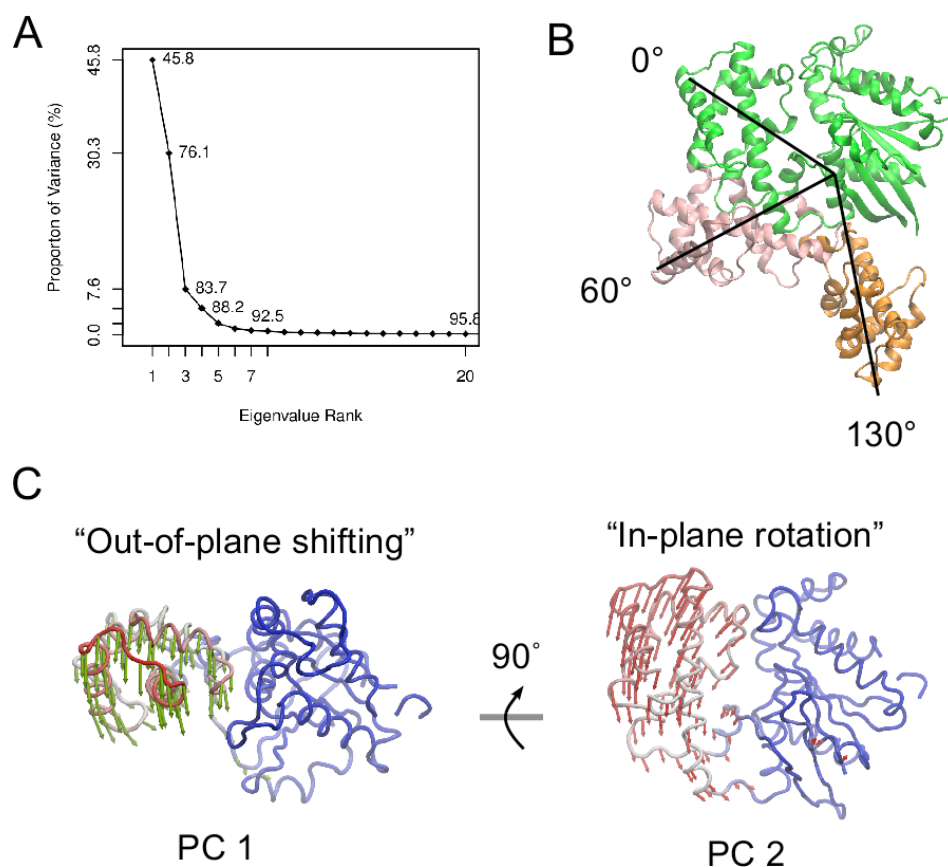 A
Proporton of Variance (%)
45.8
30.3
7.6
0.0
45.8
76.1
83.7
88.2
92.5
95.8
1
3
5
7
20
Eigenvalue Rank
B
0°
60°
130°
C
“Out-of-plane shifting”
“In-plane rotation”
90°
PC 1
PC 2